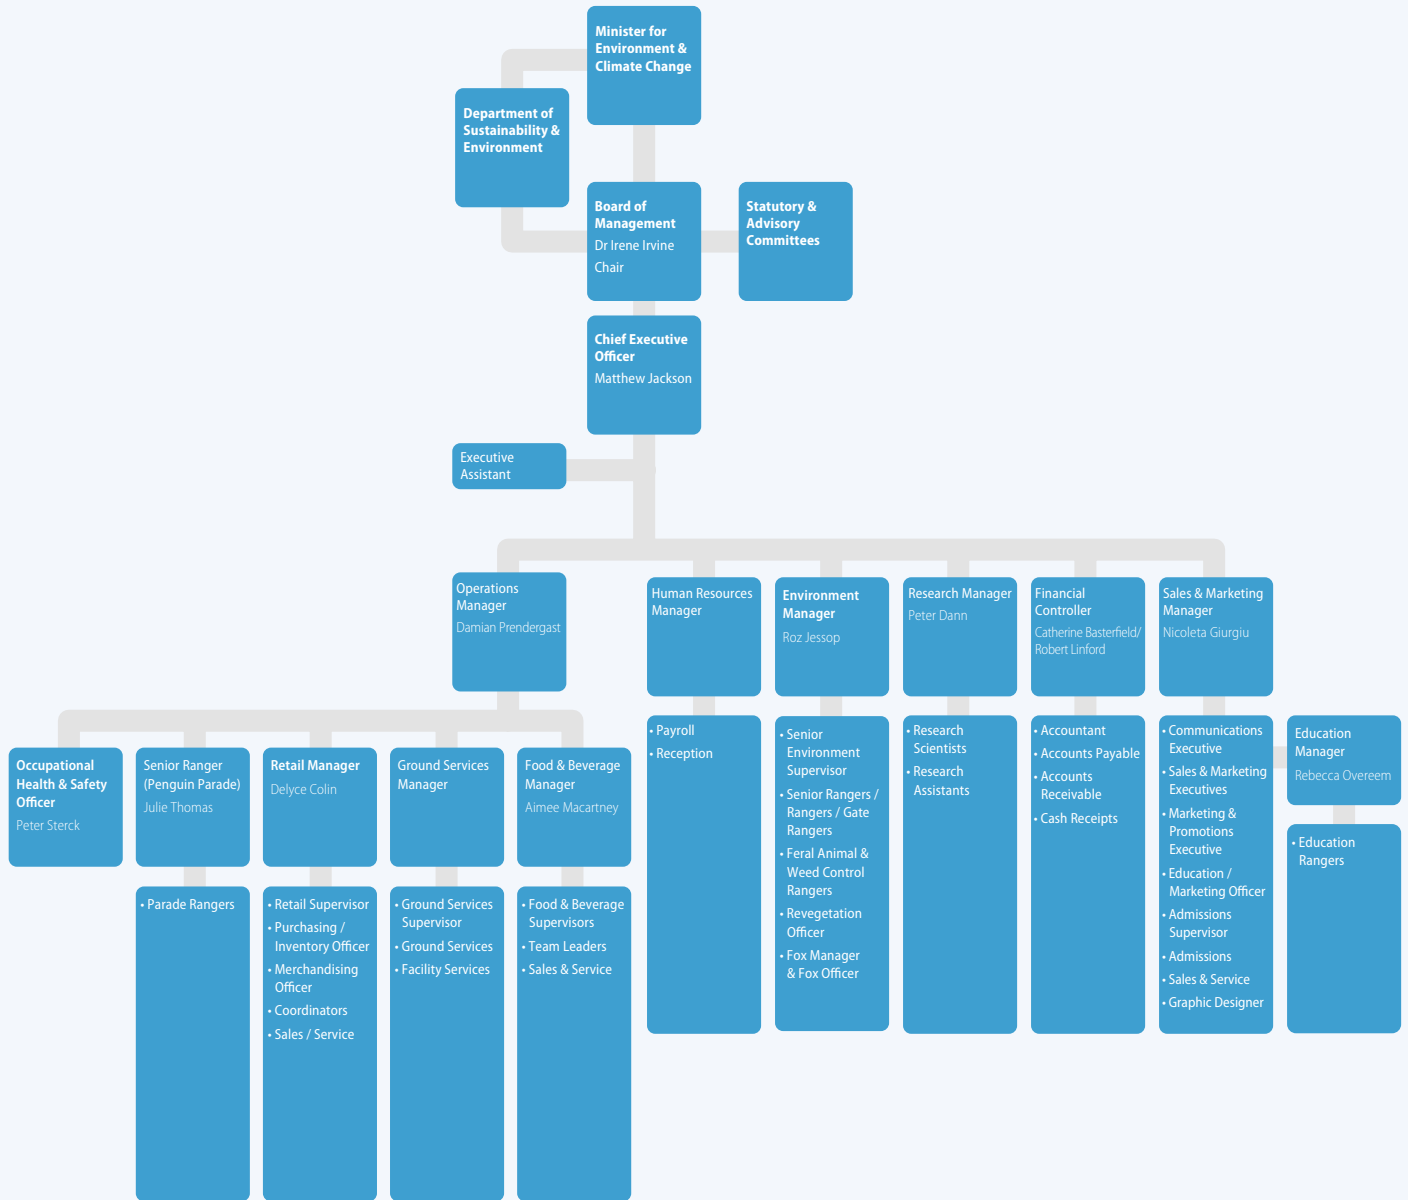 Minister for
Environment &
Climate Change
Department of
Sustainability &
Environment
Board of
Management
Dr Irene Irvine
Chair
Statutory &
Advisory
Committees
Chief Executive
Officer
Matthew Jackson
Executive
Assistant
Operations
Manager
Damian Prendergast
Human Resources
Manager
Environment
Manager
Roz Jessop
Research Manager
Peter Dann
Financial
Controller
Catherine Basterfield/
Robert Linford
Sales & Marketing
Manager
Nicoleta Giurgiu
• Payroll
• Reception
• Senior
Environment
Supervisor
• Senior Rangers /
Rangers / Gate
Rangers
• Feral Animal &
Weed Control
Rangers
• Revegetation
Officer
• Fox Manager
& Fox Officer
• Research
Scientists
• Research
Assistants
• Accountant
• Accounts Payable
• Accounts
Receivable
• Cash Receipts
• Communications
Executive
• Sales & Marketing
Executives
• Marketing &
Promotions
Executive
• Education /
Marketing Officer
• Admissions
Supervisor
• Admissions
• Sales & Service
• Graphic Designer
Education
Manager
Rebecca Overeem
• Education
Rangers
Occupational
Health & Safety
Officer
Peter Sterck
Senior Ranger
(Penguin Parade)
Julie Thomas
Retail Manager
Delyce Colin
Ground Services
Manager
Food & Beverage
Manager
Aimee Macartney
• Parade Rangers
• Retail Supervisor
• Purchasing /
Inventory Officer
• Merchandising
Officer
• Coordinators
• Sales / Service
• Ground Services
Supervisor
• Ground Services
• Facility Services
• Food & Beverage
Supervisors
• Team Leaders
• Sales & Service